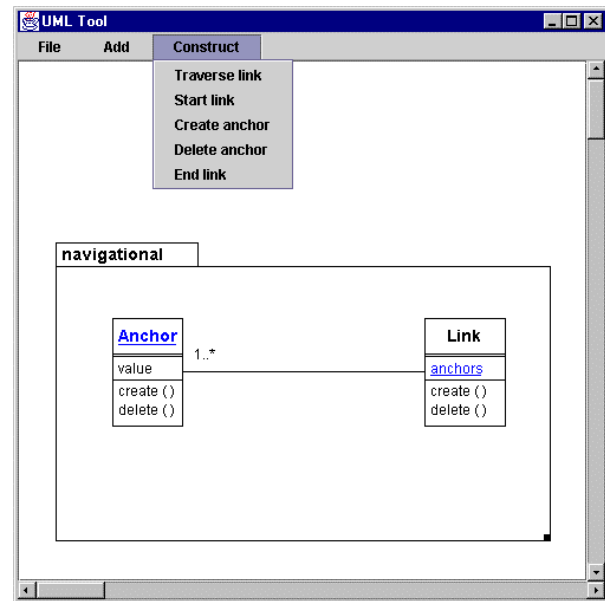 UML Tool
File Add Construct
Traverse link
Start link
Create anchor
Delete anchor
End link
navigational
Anchor
value
create ( )
delete ( )
1..*
Link
anchors
create ( )
delete ( )